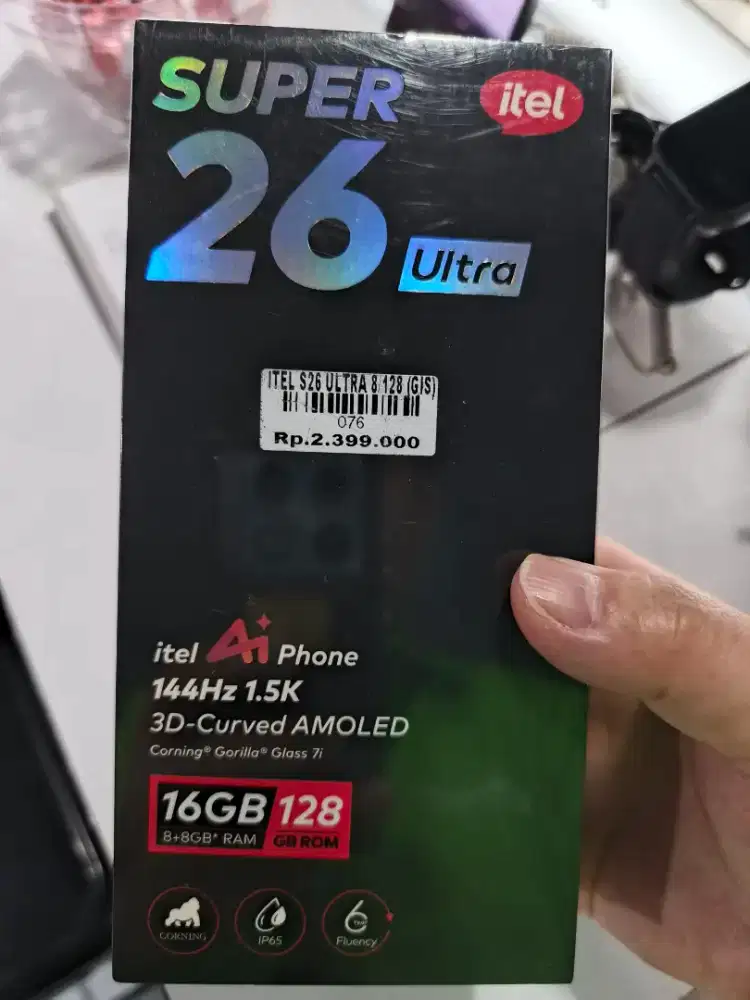 SUPER
itel
26
Ultra
ITEL S26 ULTRA 8 128 (GIS)
076
Rp.2.399.000
itel Ai Phone
144Hz 1.5K
3D-Curved AMOLED
Corning® Gorilla® Glass 7i
16GB 128
8+8GB* RAM GB ROM
CORNING
IP65
6
Fluency